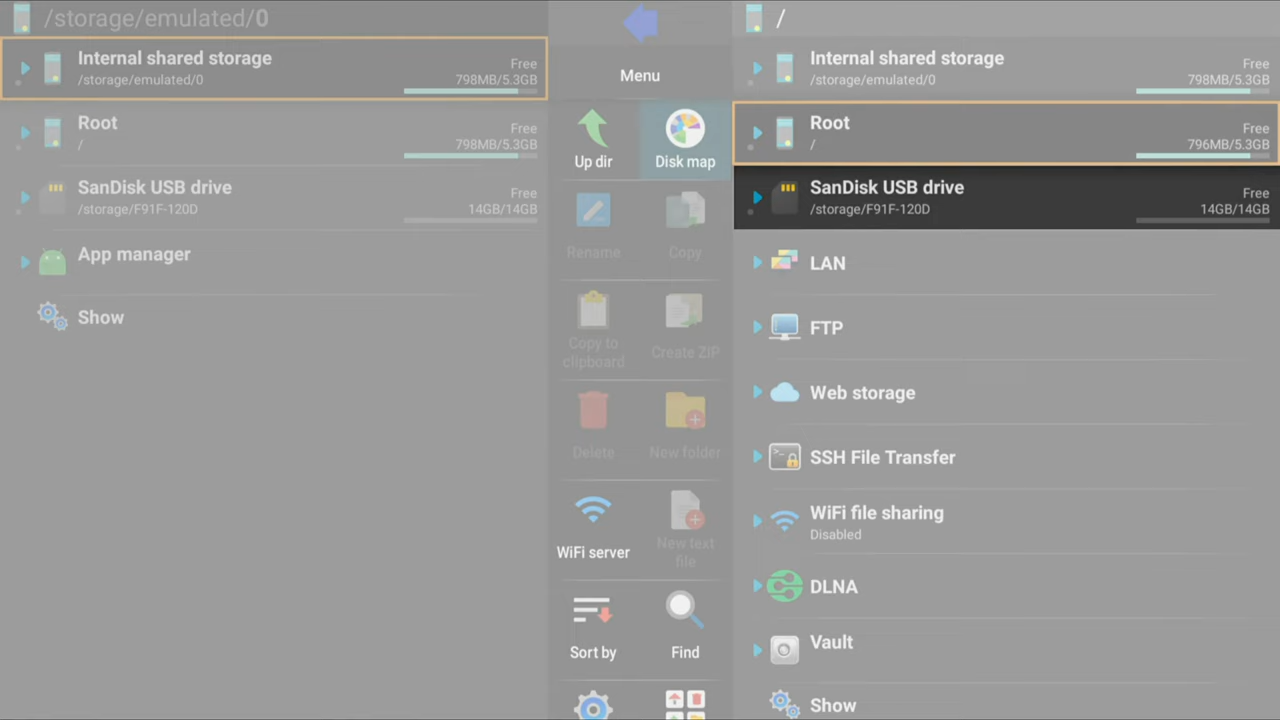 /storage/emulated/0
Internal shared storage
/storage/emulated/0
Free
798MB/5.3GB
Root
/
Free
798MB/5.3GB
SanDisk USB drive
/storage/F91F-120D
Free
14GB/14GB
App manager
Show
Menu
Up dir
Disk map
Rename
Copy
Copy to
clipboard
Create ZIP
Delete
New folder
WiFi server
New text
file
Sort by
Find
/
Internal shared storage
/storage/emulated/0
Free
798MB/5.3GB
Root
/
Free
796MB/5.3GB
SanDisk USB drive
/storage/F91F-120D
Free
14GB/14GB
LAN
FTP
Web storage
SSH File Transfer
WiFi file sharing
Disabled
DLNA
Vault
Show